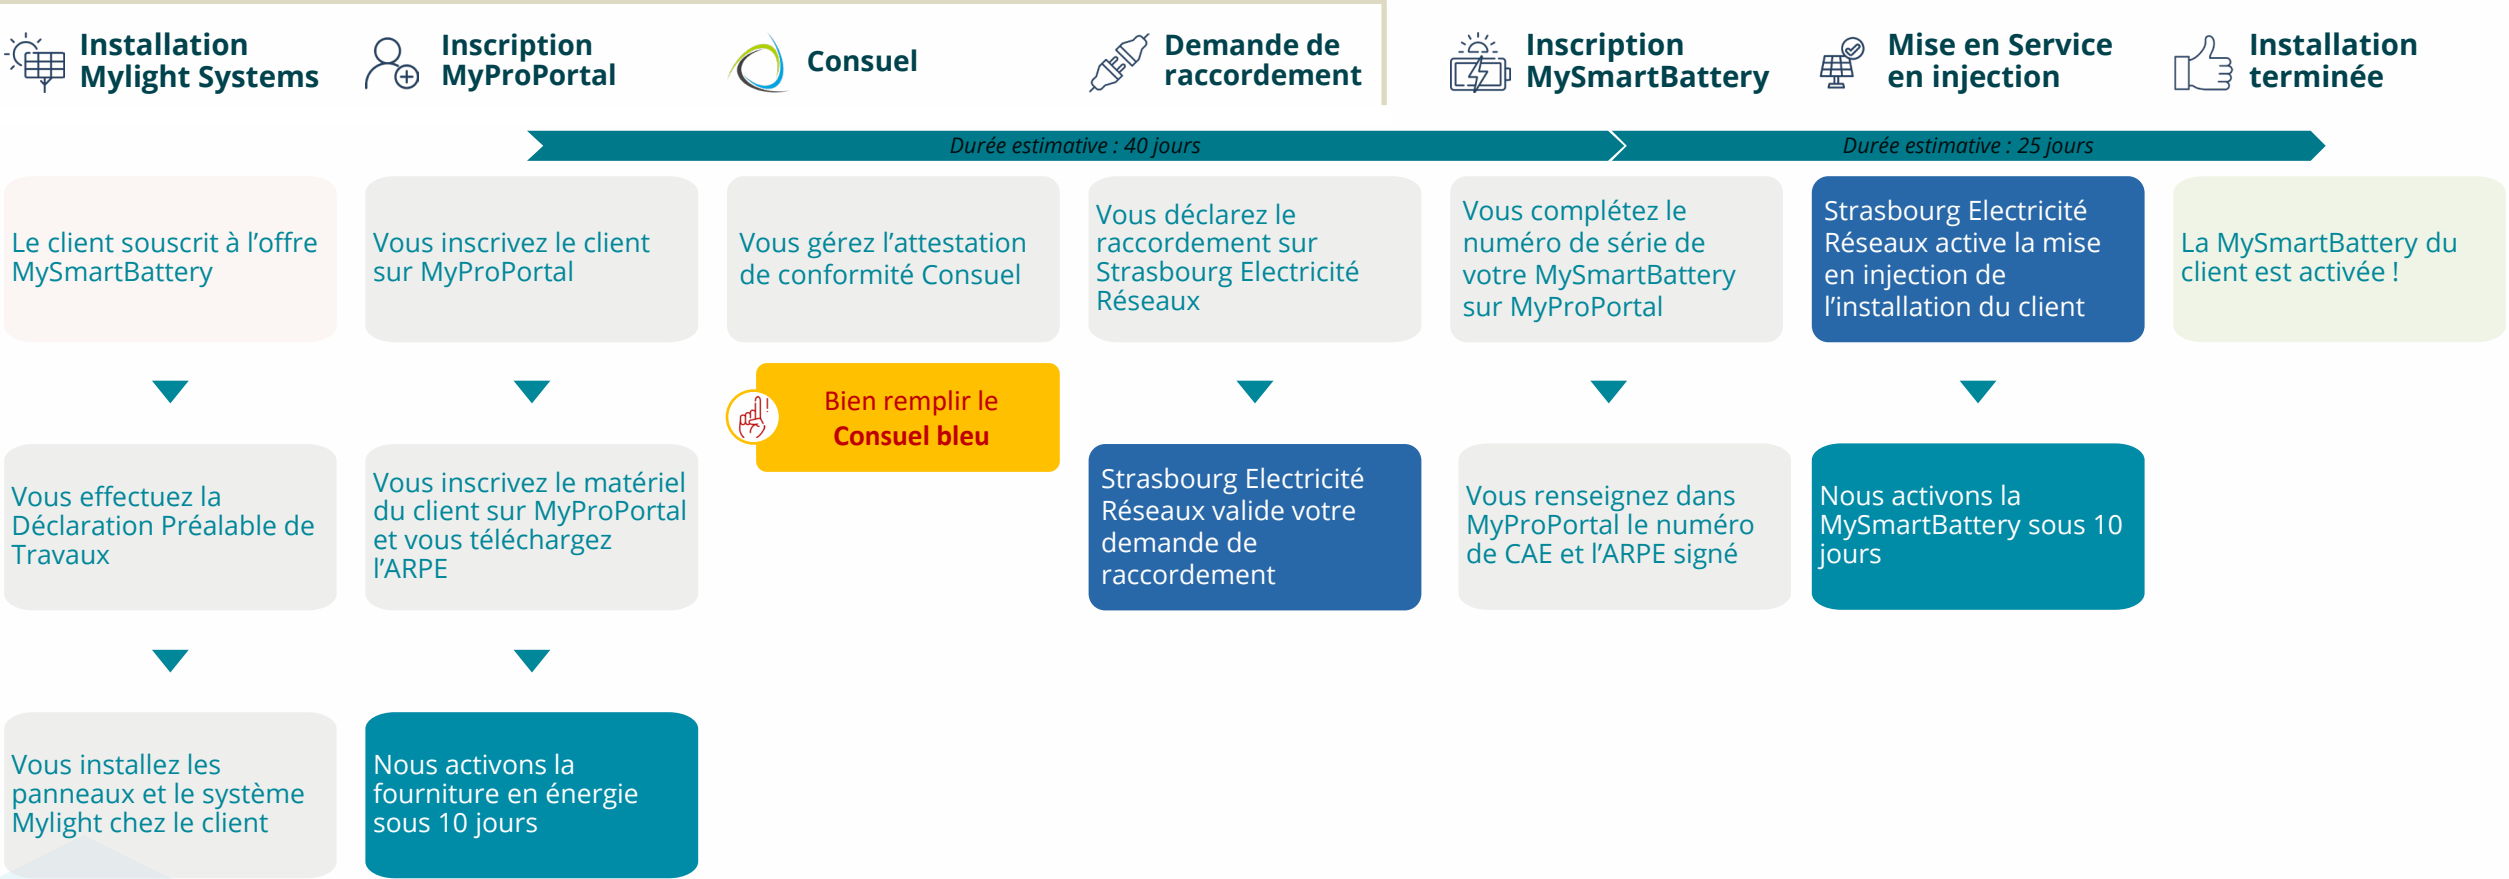 Installation
Mylight Systems
Inscription
MyProPortal
Consuel
Demande de
raccordement
Inscription
MySmartBattery
Mise en Service
en injection
Installation
terminée
Durée estimative : 40 jours
Durée estimative : 25 jours
Le client souscrit à l’offre
MySmartBattery
Vous inscrivez le client
sur MyProPortal
Vous gérez l’attestation
de conformité Consuel
Vous déclarez le
raccordement sur
Strasbourg Electricité
Réseaux
Vous complétez le
numéro de série de
votre MySmartBattery
sur MyProPortal
Strasbourg Electricité
Réseaux active la mise
en injection de
l’installation du client
La MySmartBattery du
client est activée !
Bien remplir le
Consuel bleu
Vous effectuez la
Déclaration Préalable de
Travaux
Vous inscrivez le matériel
du client sur MyProPortal
et vous téléchargez
l’ARPE
Strasbourg Electricité
Réseaux valide votre
demande de
raccordement
Vous renseignez dans
MyProPortal le numéro
de CAE et l’ARPE signé
Nous activons la
MySmartBattery sous 10
jours
Vous installez les
panneaux et le système
Mylight chez le client
Nous activons la
fourniture en énergie
sous 10 jours